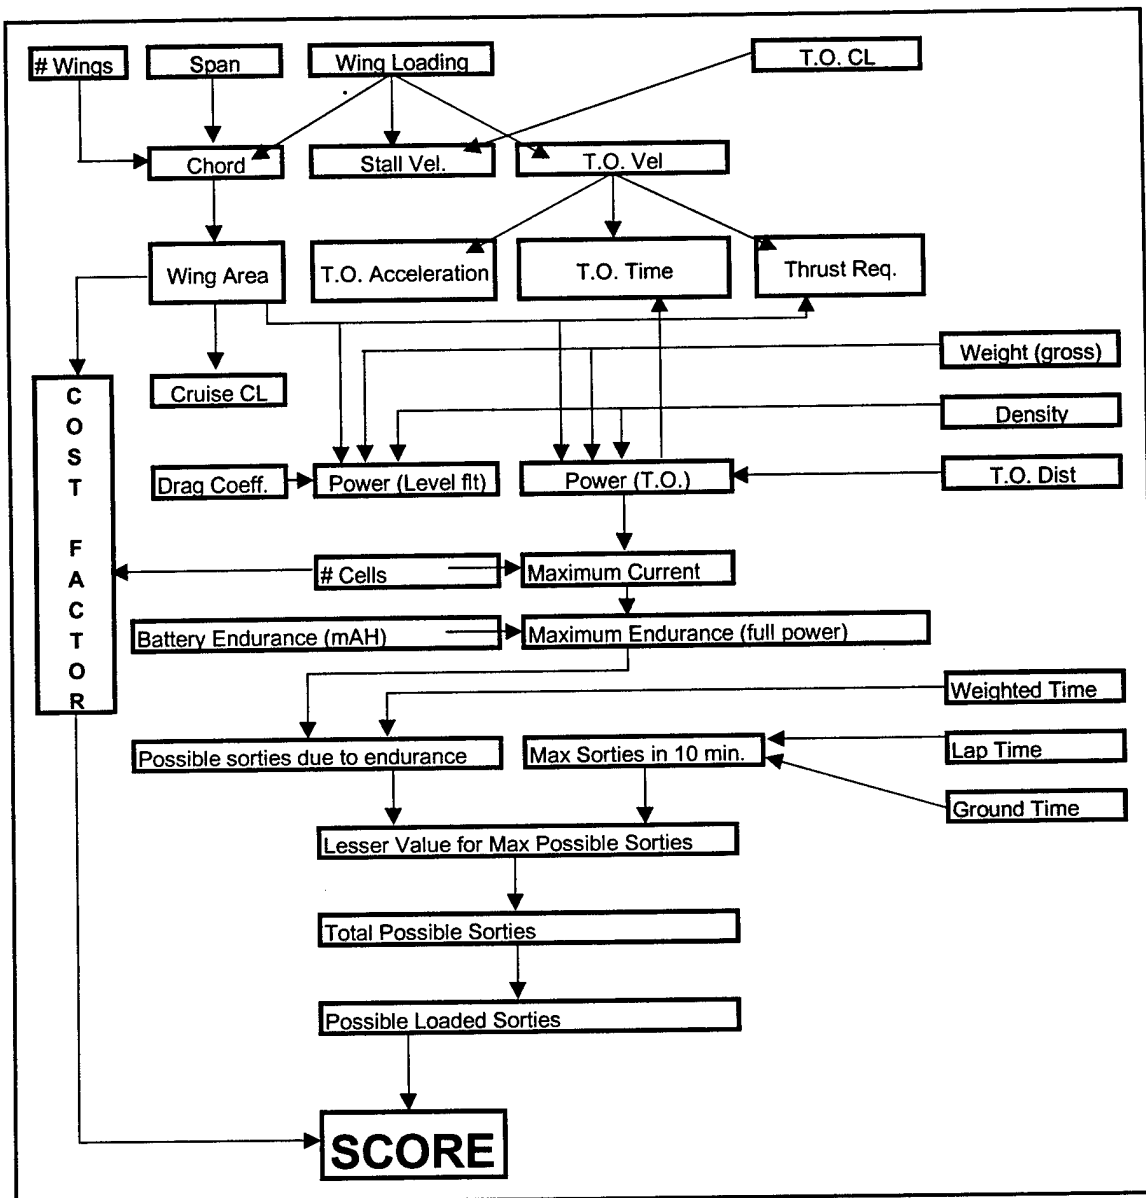 # Wings
Span
Wing Loading
T.O. CL
Chord
Stall Vel.
T.O. Vel
Wing Area
T.O. Acceleration
T.O. Time
Thrust Req.
Weight (gross)
COST FACTOR
Cruise CL
Density
Drag Coeff.
Power (Level flt)
Power (T.O.)
T.O. Dist
# Cells
Maximum Current
Battery Endurance (mAH)
Maximum Endurance (full power)
Weighted Time
Possible sorties due to endurance
Max Sorties in 10 min.
Lap Time
Ground Time
Lesser Value for Max Possible Sorties
Total Possible Sorties
Possible Loaded Sorties
SCORE